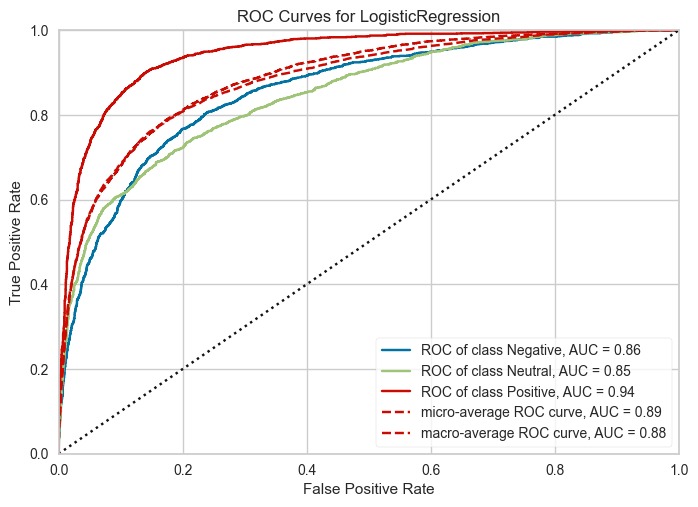 ROC Curves for LogisticRegression
1.0
0.8
0.6
0.4
0.2
0.0
True Positive Rate
ROC of class Negative, AUC = 0.86
ROC of class Neutral, AUC = 0.85
ROC of class Positive, AUC = 0.94
micro-average ROC curve, AUC = 0.89
macro-average ROC curve, AUC = 0.88
0.0 0.2 0.4 0.6 0.8 1.0
False Positive Rate